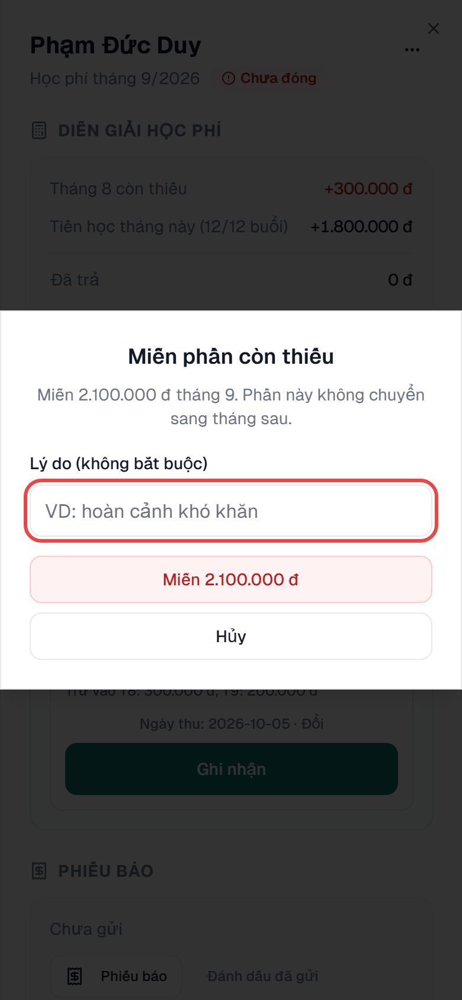 Phạm Đức Duy
Học phí tháng 9/2026 Chưa đóng
DIỄN GIẢI HỌC PHÍ
Tháng 8 còn thiếu +300.000 đ
Tiền học tháng này (12/12 buổi) +1.800.000 đ
Đã trả 0 đ
Miễn phần còn thiếu
Miễn 2.100.000 đ tháng 9. Phần này không chuyển
sang tháng sau.
Lý do (không bắt buộc)
VD: hoàn cảnh khó khăn
Miễn 2.100.000 đ
Hủy
Trừ vào T8: 300.000 đ, T9: 200.000 đ
Ngày thu: 2026-10-05 · Đổi
Ghi nhận
PHIẾU BÁO
Chưa gửi
Phiếu báo Đánh dấu đã gửi